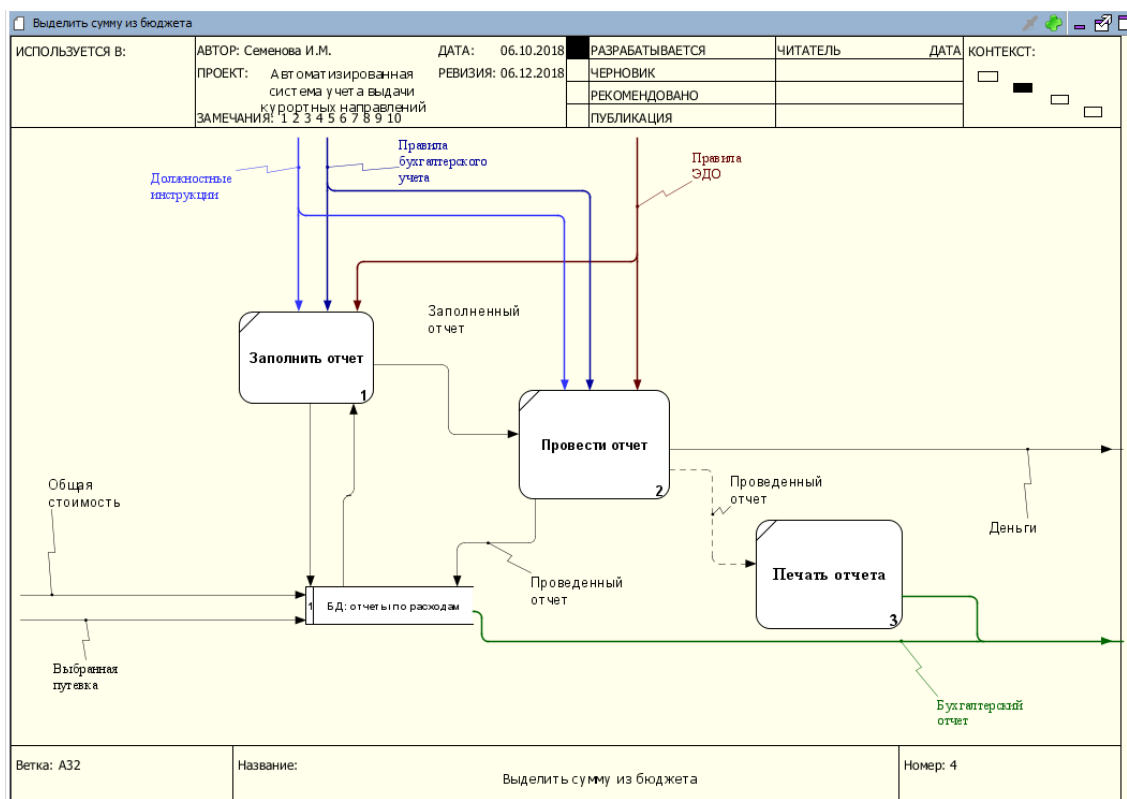 Выделить сумму из бюджета
ИСПОЛЬЗУЕТСЯ В:
АВТОР: Семенова И.М.
ДАТА: 06.10.2018
РАЗРАБАТЫВАЕТСЯ
ЧИТАТЕЛЬ
ДАТА
КОНТЕКСТ:
ПРОЕКТ: Автоматизированная
система учета выдачи
курортных направлений
РЕВИЗИЯ: 06.12.2018
ЧЕРНОВИК
РЕКОМЕНДОВАНО
ЗАМЕЧАНИЯ: 1 2 3 4 5 6 7 8 9 10
ПУБЛИКАЦИЯ
Правила
бухгалтерского
учета
Правила
ЭДО
Должностные
инструкции
Заполненный
отчет
Заполнить отчет
1
Провести отчет
2
Общая
стоимость
Проведенный
отчет
Деньги
Печать отчета
3
Проведенный
отчет
1
БД: отчеты по расходам
Выбранная
путевка
Бухгалтерский
отчет
Ветка: A32
Название:
Выделить сумму из бюджета
Номер: 4